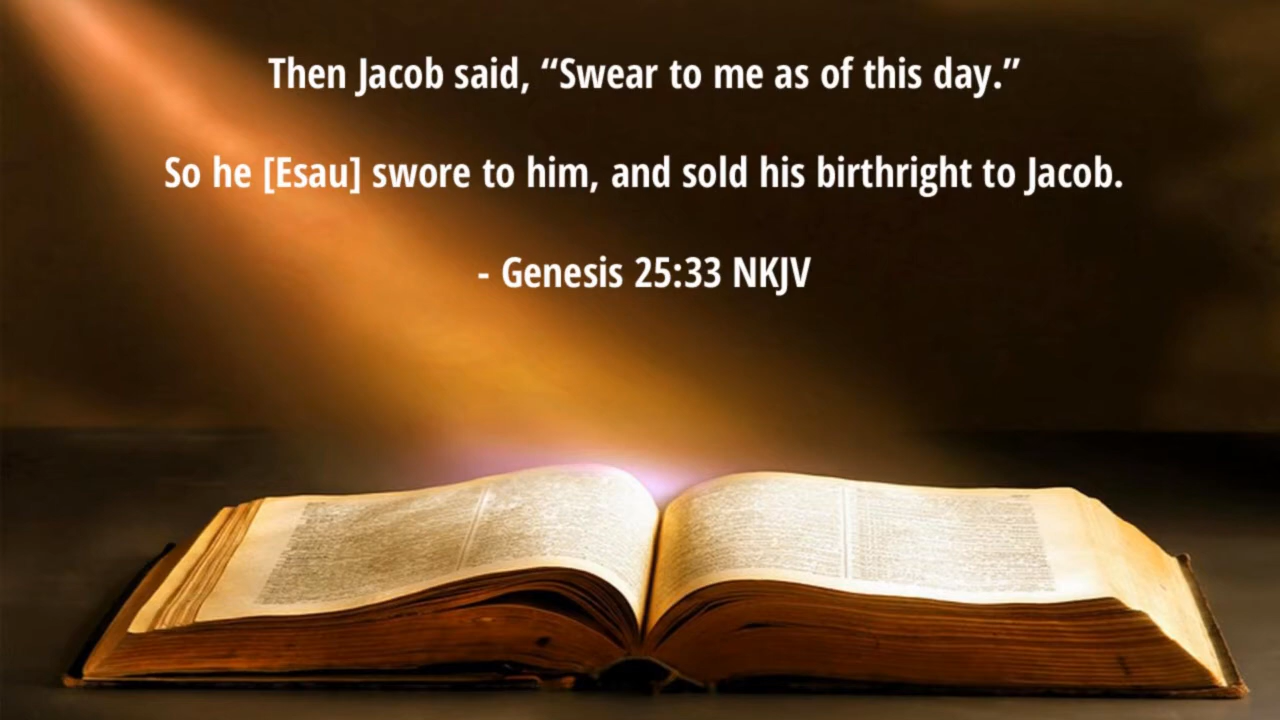 Then Jacob said, “Swear to me as of this day.”
So he [Esau] swore to him, and sold his birthright to Jacob.
- Genesis 25:33 NKJV